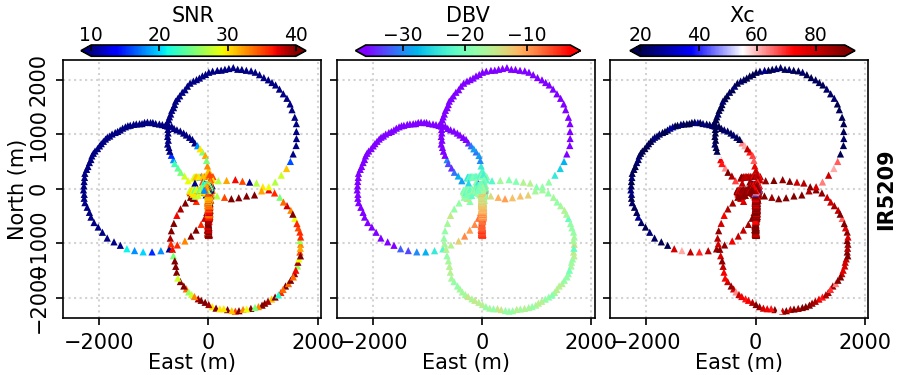 SNR DBV Xc
10 20 30 40 −30 −20 −10 20 40 60 80
2000
1000
0
−1000
−2000
North (m)
IR5209
−2000 0 2000 −2000 0 2000 −2000 0 2000
East (m) East (m) East (m)